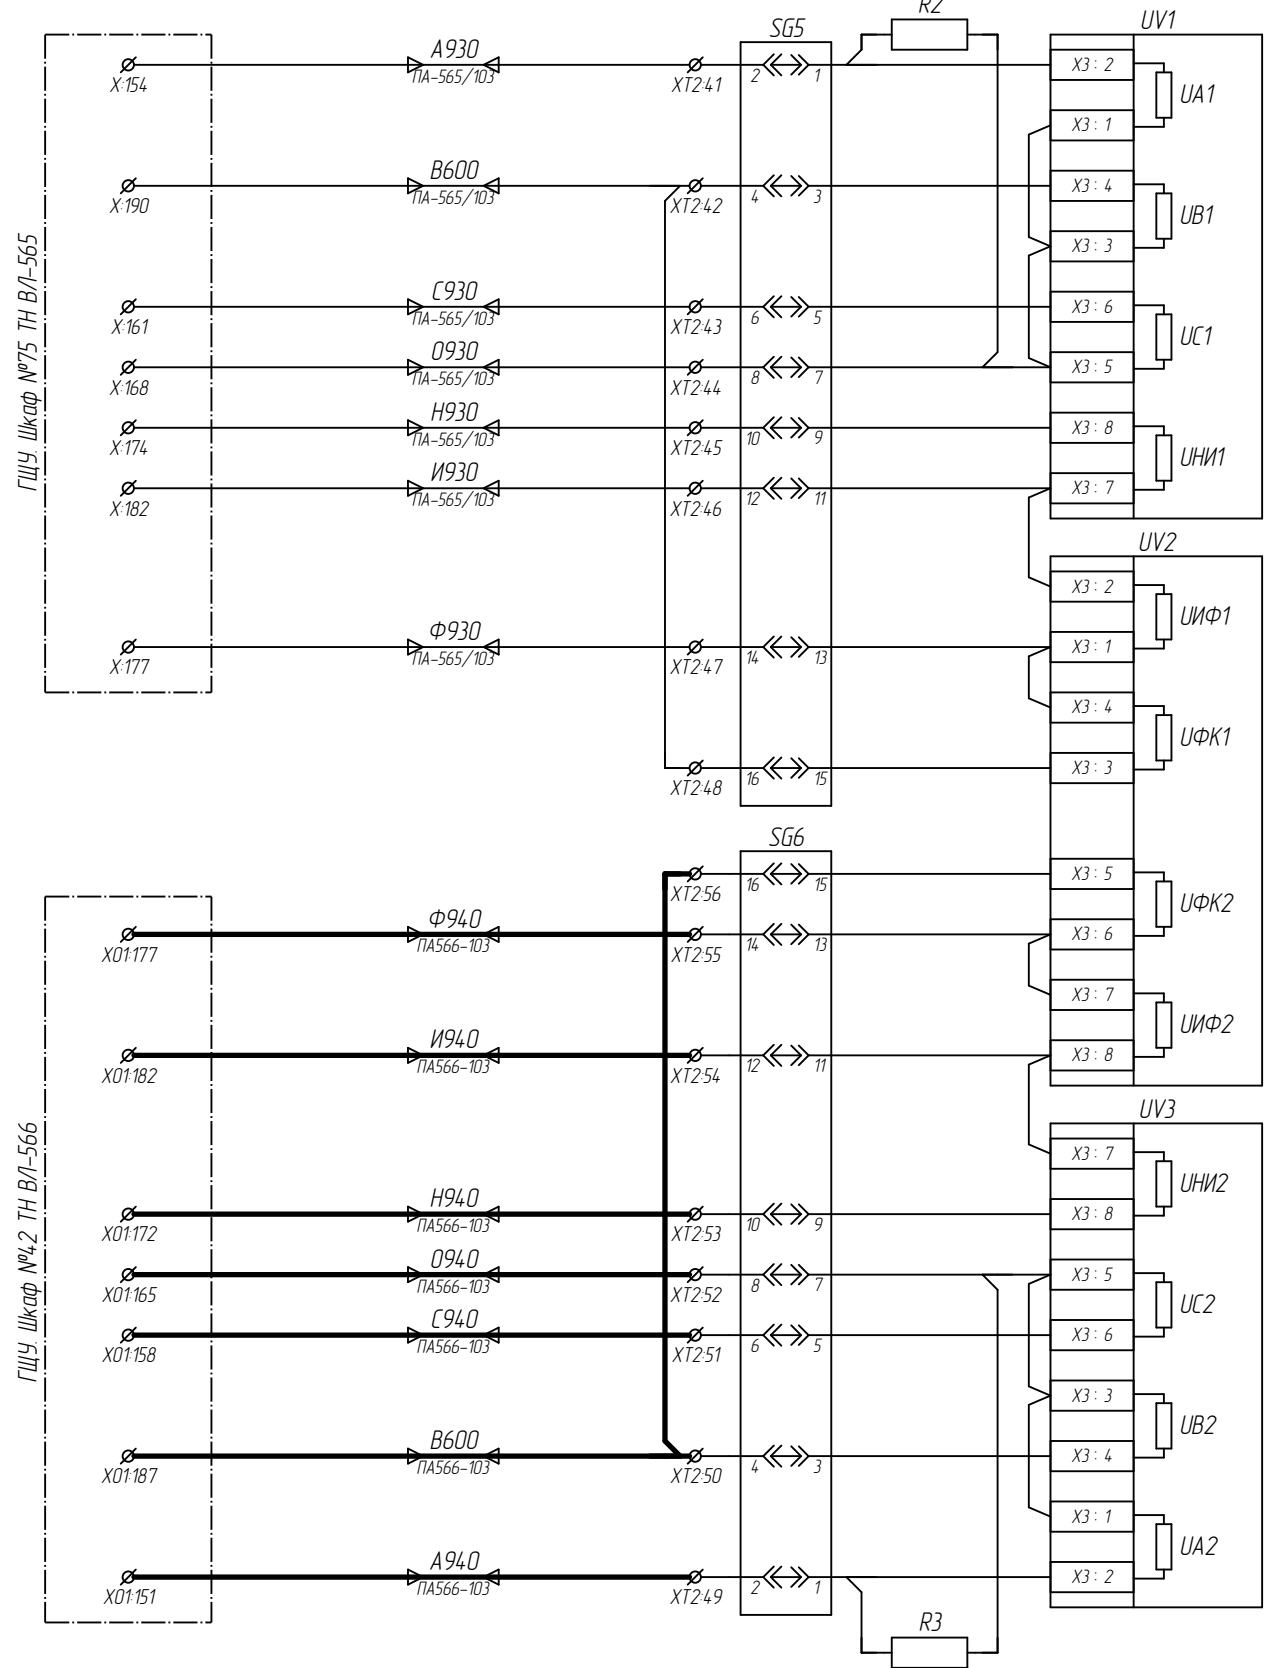 R2
SG5
UV1
А930
ПА-565/103
X:154
XT2:41
2
1
X3: 2
UA1
X3: 1
В600
ПА-565/103
X:190
XT2:42
4
3
X3: 4
UB1
X3: 3
С930
ПА-565/103
X:161
XT2:43
6
5
X3: 6
UC1
О930
ПА-565/103
X:168
XT2:44
8
7
X3: 5
Н930
ПА-565/103
X:174
XT2:45
10
9
X3: 8
UНИ1
И930
ПА-565/103
X:182
XT2:46
12
11
X3: 7
ГЩУ. Шкаф №75 ТН ВЛ-565
UV2
X3: 2
UИФ1
Ф930
ПА-565/103
X:177
XT2:47
14
13
X3: 1
X3: 4
UФК1
XT2:48
16
15
X3: 3
SG6
XT2:56
16
15
X3: 5
UФК2
Ф940
ПА566-103
X01:177
XT2:55
14
13
X3: 6
X3: 7
UИФ2
И940
ПА566-103
X01:182
XT2:54
12
11
X3: 8
UV3
X3: 7
UНИ2
Н940
ПА566-103
X01:172
XT2:53
10
9
X3: 8
О940
ПА566-103
X01:165
XT2:52
8
7
X3: 5
UC2
С940
ПА566-103
X01:158
XT2:51
6
5
X3: 6
ГЩУ. Шкаф №42 ТН ВЛ-566
X3: 3
UB2
В600
ПА566-103
X01:187
XT2:50
4
3
X3: 4
X3: 1
UA2
А940
ПА566-103
X01:151
XT2:49
2
1
X3: 2
R3